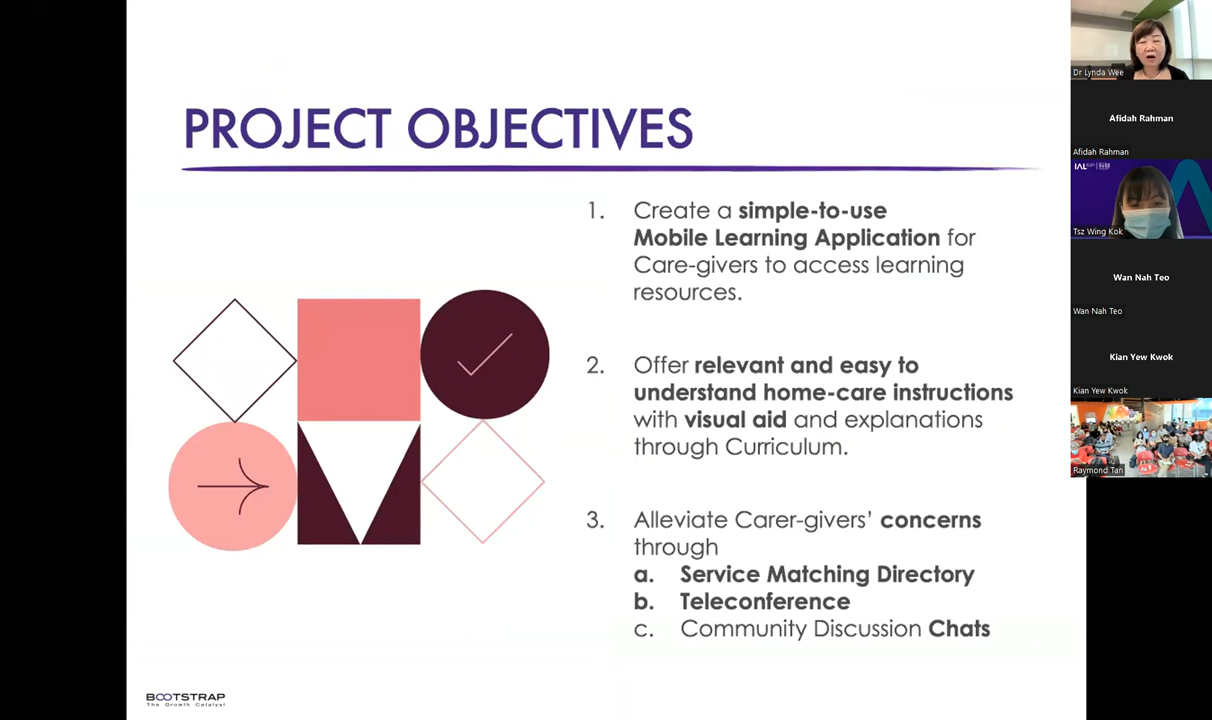 PROJECT OBJECTIVES
1. Create a simple-to-use
Mobile Learning Application for
Care-givers to access learning
resources.
2. Offer relevant and easy to
understand home-care instructions
with visual aid and explanations
through Curriculum.
3. Alleviate Carer-givers’ concerns
through
a. Service Matching Directory
b. Teleconference
c. Community Discussion Chats
BOOTSTRAP
The Growth Catalyst
Dr Lynda Wee
Afidah Rahman
Afidah Rahman
IAL
Tsz Wing Kok
Wan Nah Teo
Wan Nah Teo
Kian Yew Kwok
Kian Yew Kwok
Raymond Tan